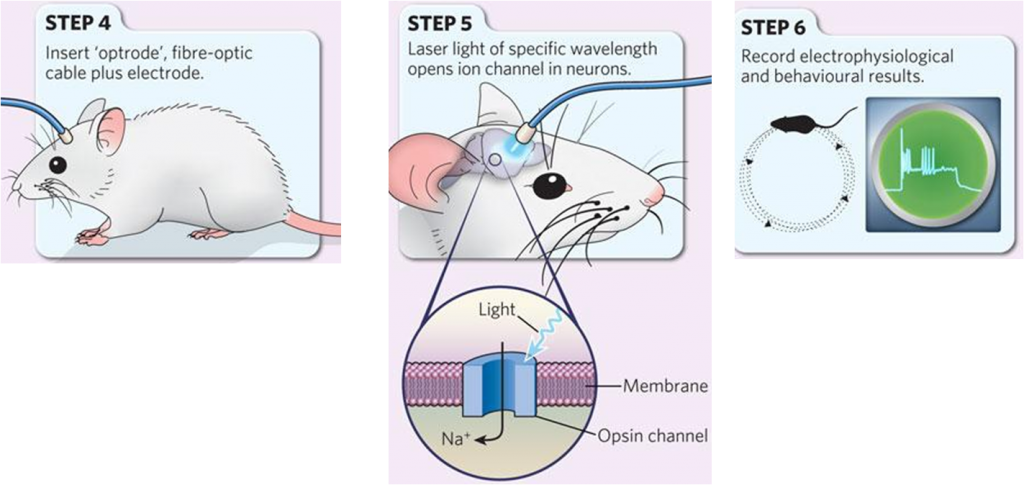 STEP 4
Insert ‘optrode’, fibre-optic
cable plus electrode.
STEP 5
Laser light of specific wavelength
opens ion channel in neurons.
Light
Membrane
Opsin channel
Na⁺
STEP 6
Record electrophysiological
and behavioural results.